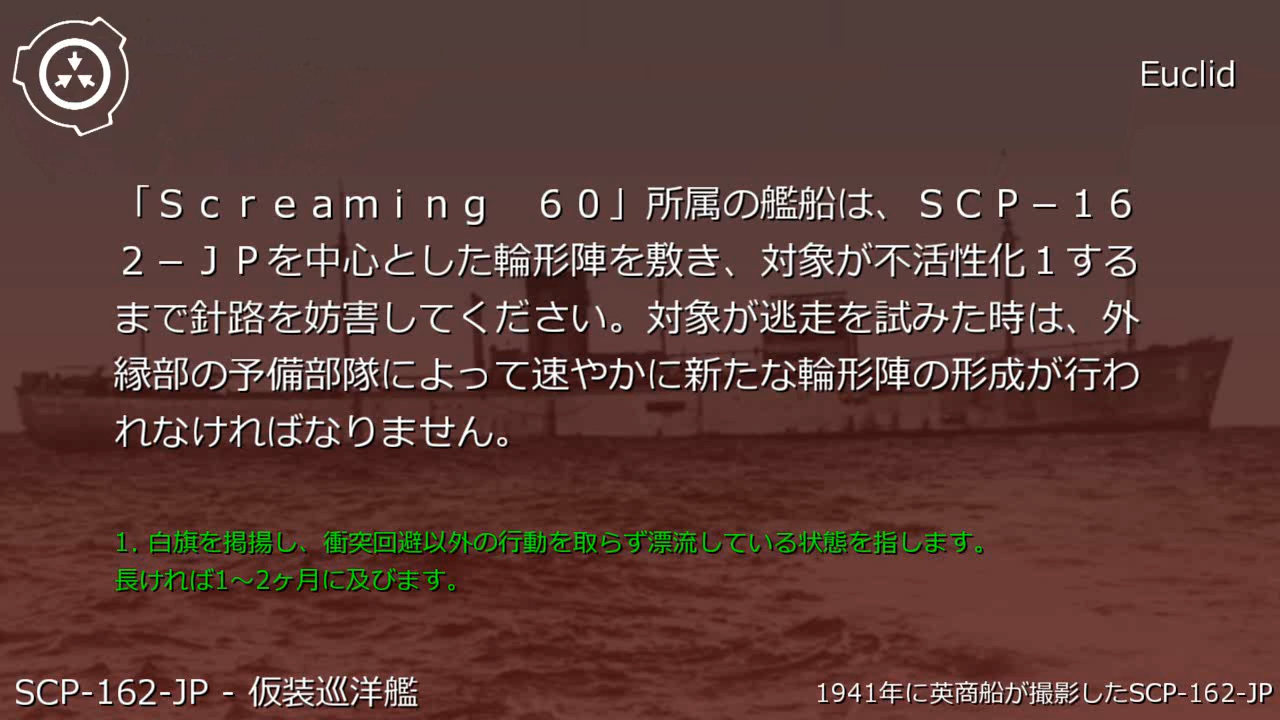 Euclid
「Ｓｃｒｅａｍｉｎｇ　６０」所属の艦船は、ＳＣＰ－１６
２－ＪＰを中心とした輪形陣を敷き、対象が不活性化１する
まで針路を妨害してください。対象が逃走を試みた時は、外
縁部の予備部隊によって速やかに新たな輪形陣の形成が行わ
れなければなりません。
1. 白旗を掲揚し、衝突回避以外の行動を取らず漂流している状態を指します。
長ければ1～2ヶ月に及びます。
SCP-162-JP - 仮装巡洋艦
1941年に英商船が撮影したSCP-162-JP